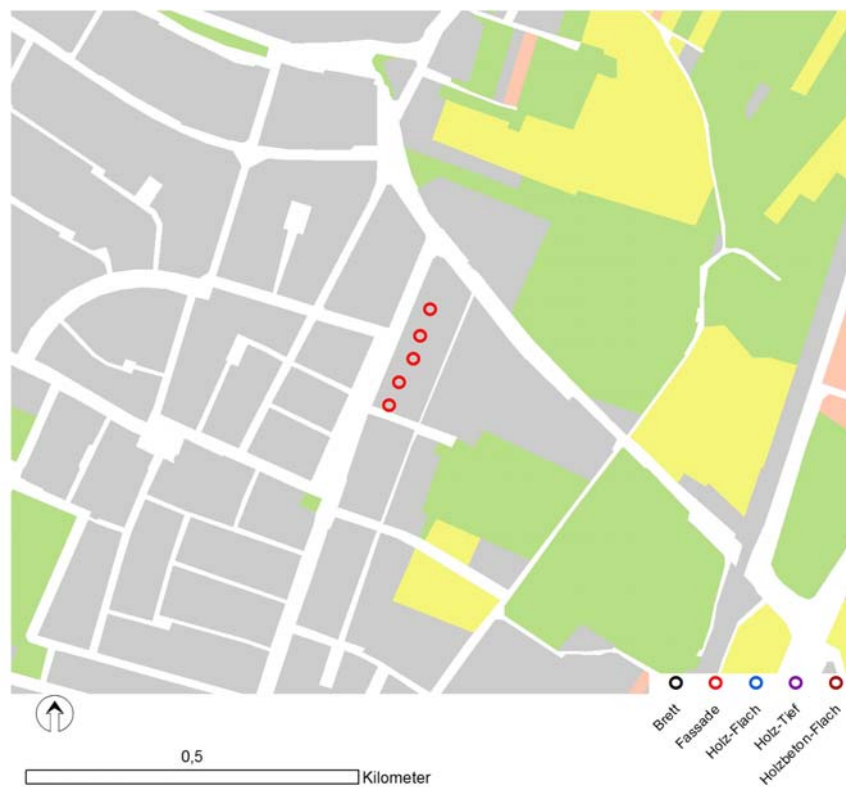 Brett
Fassade
Holz-Flach
Holz-Tief
Holzbeton-Flach
0,5
Kilometer